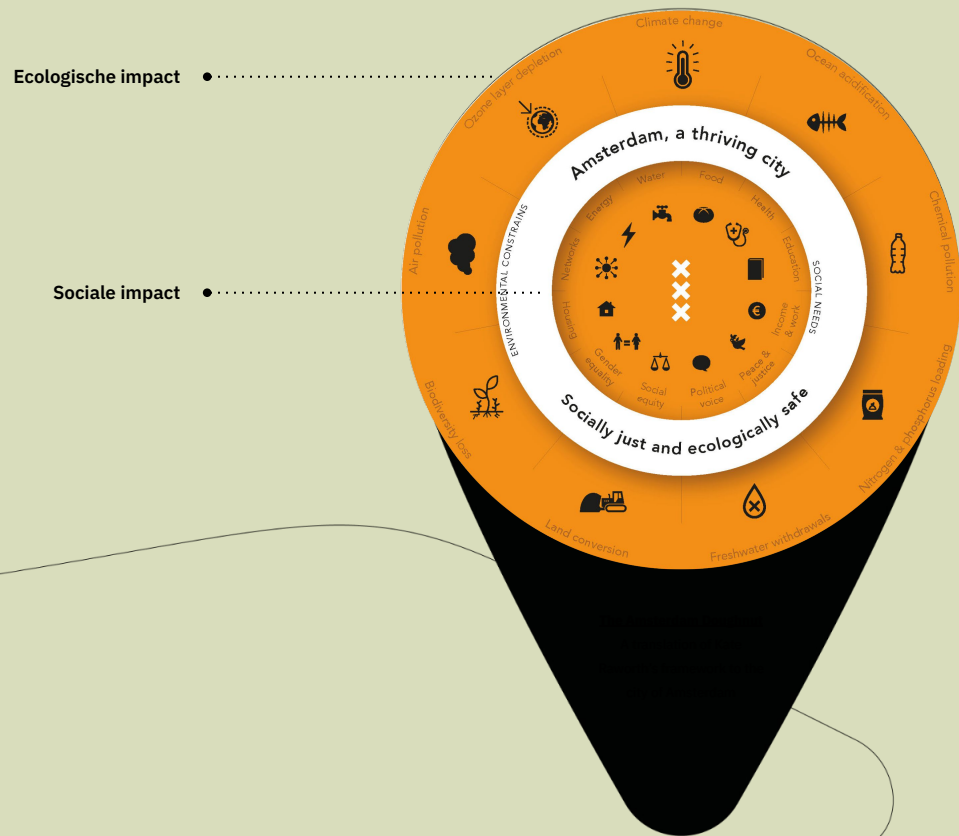 Ecologische impact
Sociale impact
Climate change
Ocean acidification
Chemical pollution
Nitrogen & phosphorus loading
Freshwater withdrawals
Land conversion
Biodiversity loss
Air pollution
Ozone layer depletion
Amsterdam, a thriving city
ENVIRONMENTAL CONSTRAINS
SOCIAL NEEDS
Socially just and ecologically safe
Water
Food
Health
Education
Income
& work
Peace &
justice
Political
voice
Social
equity
Gender
equality
Housing
Networks
Energy